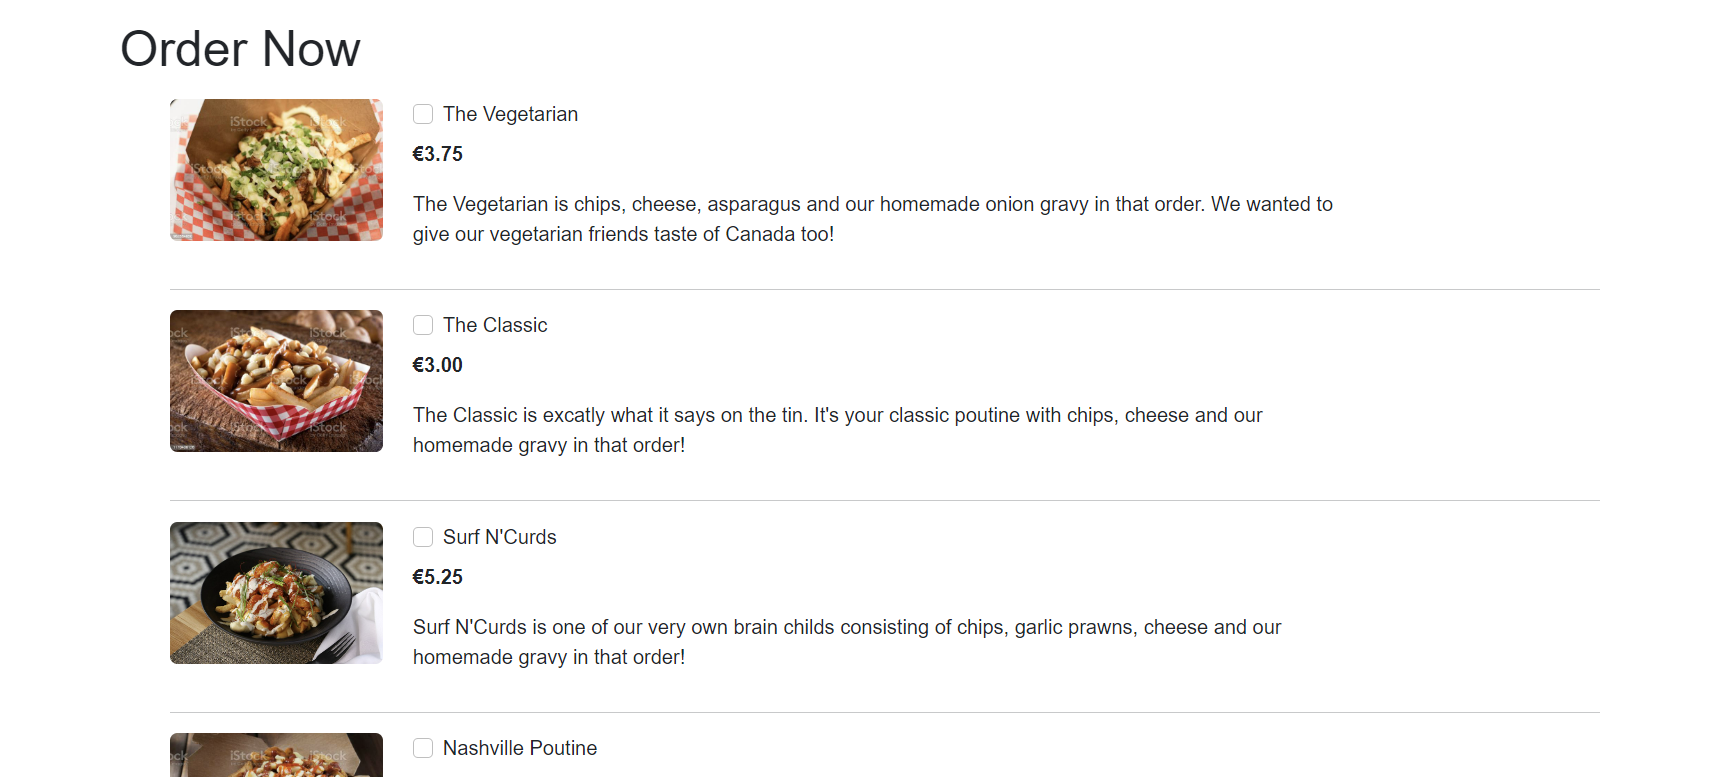 Order Now
The Vegetarian
€3.75
The Vegetarian is chips, cheese, asparagus and our homemade onion gravy in that order. We wanted to
give our vegetarian friends taste of Canada too!
The Classic
€3.00
The Classic is excatly what it says on the tin. It's your classic poutine with chips, cheese and our
homemade gravy in that order!
Surf N'Curds
€5.25
Surf N'Curds is one of our very own brain childs consisting of chips, garlic prawns, cheese and our
homemade gravy in that order!
Nashville Poutine